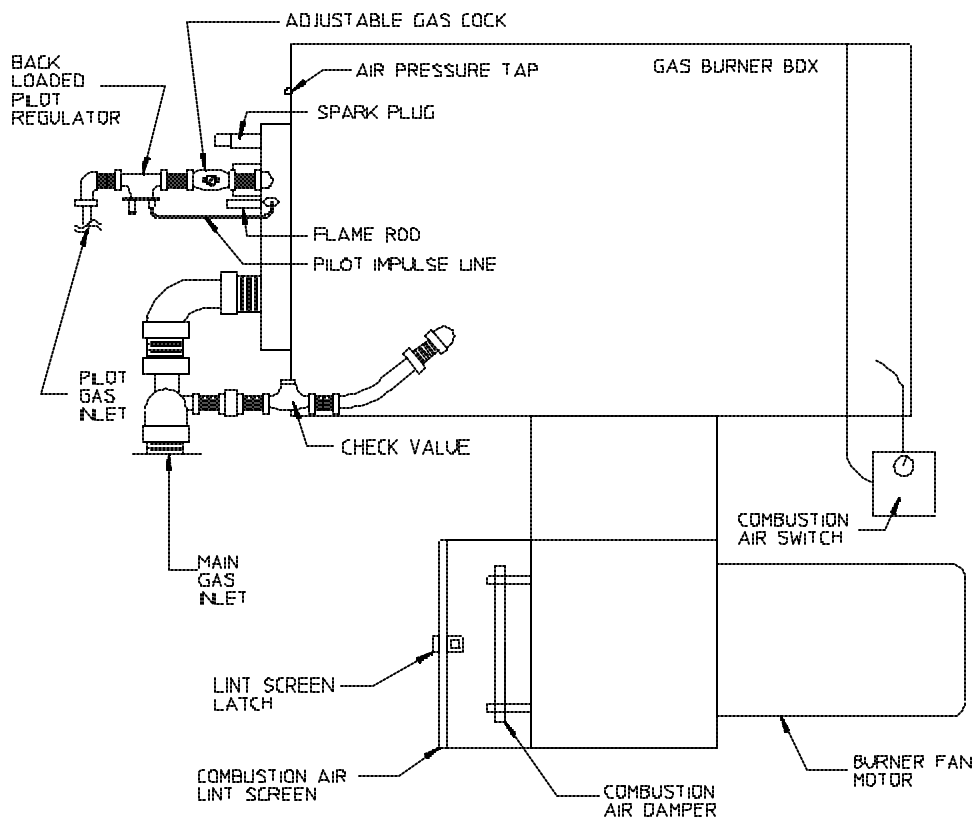 ADJUSTABLE GAS COCK
BACK
LOADED
PILOT
REGULATOR
AIR PRESSURE TAP
GAS BURNER BOX
SPARK PLUG
FLAME ROD
PILOT IMPULSE LINE
PILOT
GAS
INLET
CHECK VALVE
COMBUSTION
AIR SWITCH
MAIN
GAS
INLET
LINT SCREEN
LATCH
COMBUSTION AIR
LINT SCREEN
COMBUSTION
AIR DAMPER
BURNER FAN
MOTOR